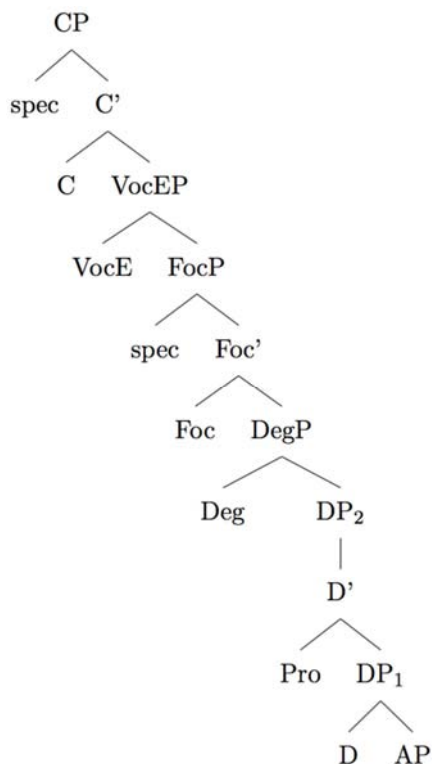 CP
spec C’
C VocEP
VocE FocP
spec Foc’
Foc DegP
Deg DP₂
D’
Pro DP₁
D AP